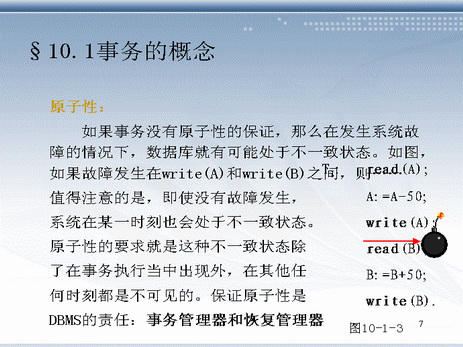 §10.1事务的概念
原子性：
如果事务没有原子性的保证，那么在发生系统故
障的情况下，数据库就有可能处于不一致状态。如图，
如果故障发生在write(A)和write(B)之间，则
值得注意的是，即使没有故障发生，
系统在某一时刻也会处于不一致状态。
原子性的要求就是这种不一致状态除
了在事务执行当中出现外，在其他任
何时刻都是不可见的。保证原子性是
DBMS的责任：事务管理器和恢复管理器
read(A);
A:=A-50;
write(A)
read(B)
B:=B+50;
write(B).
图10-1-3
7